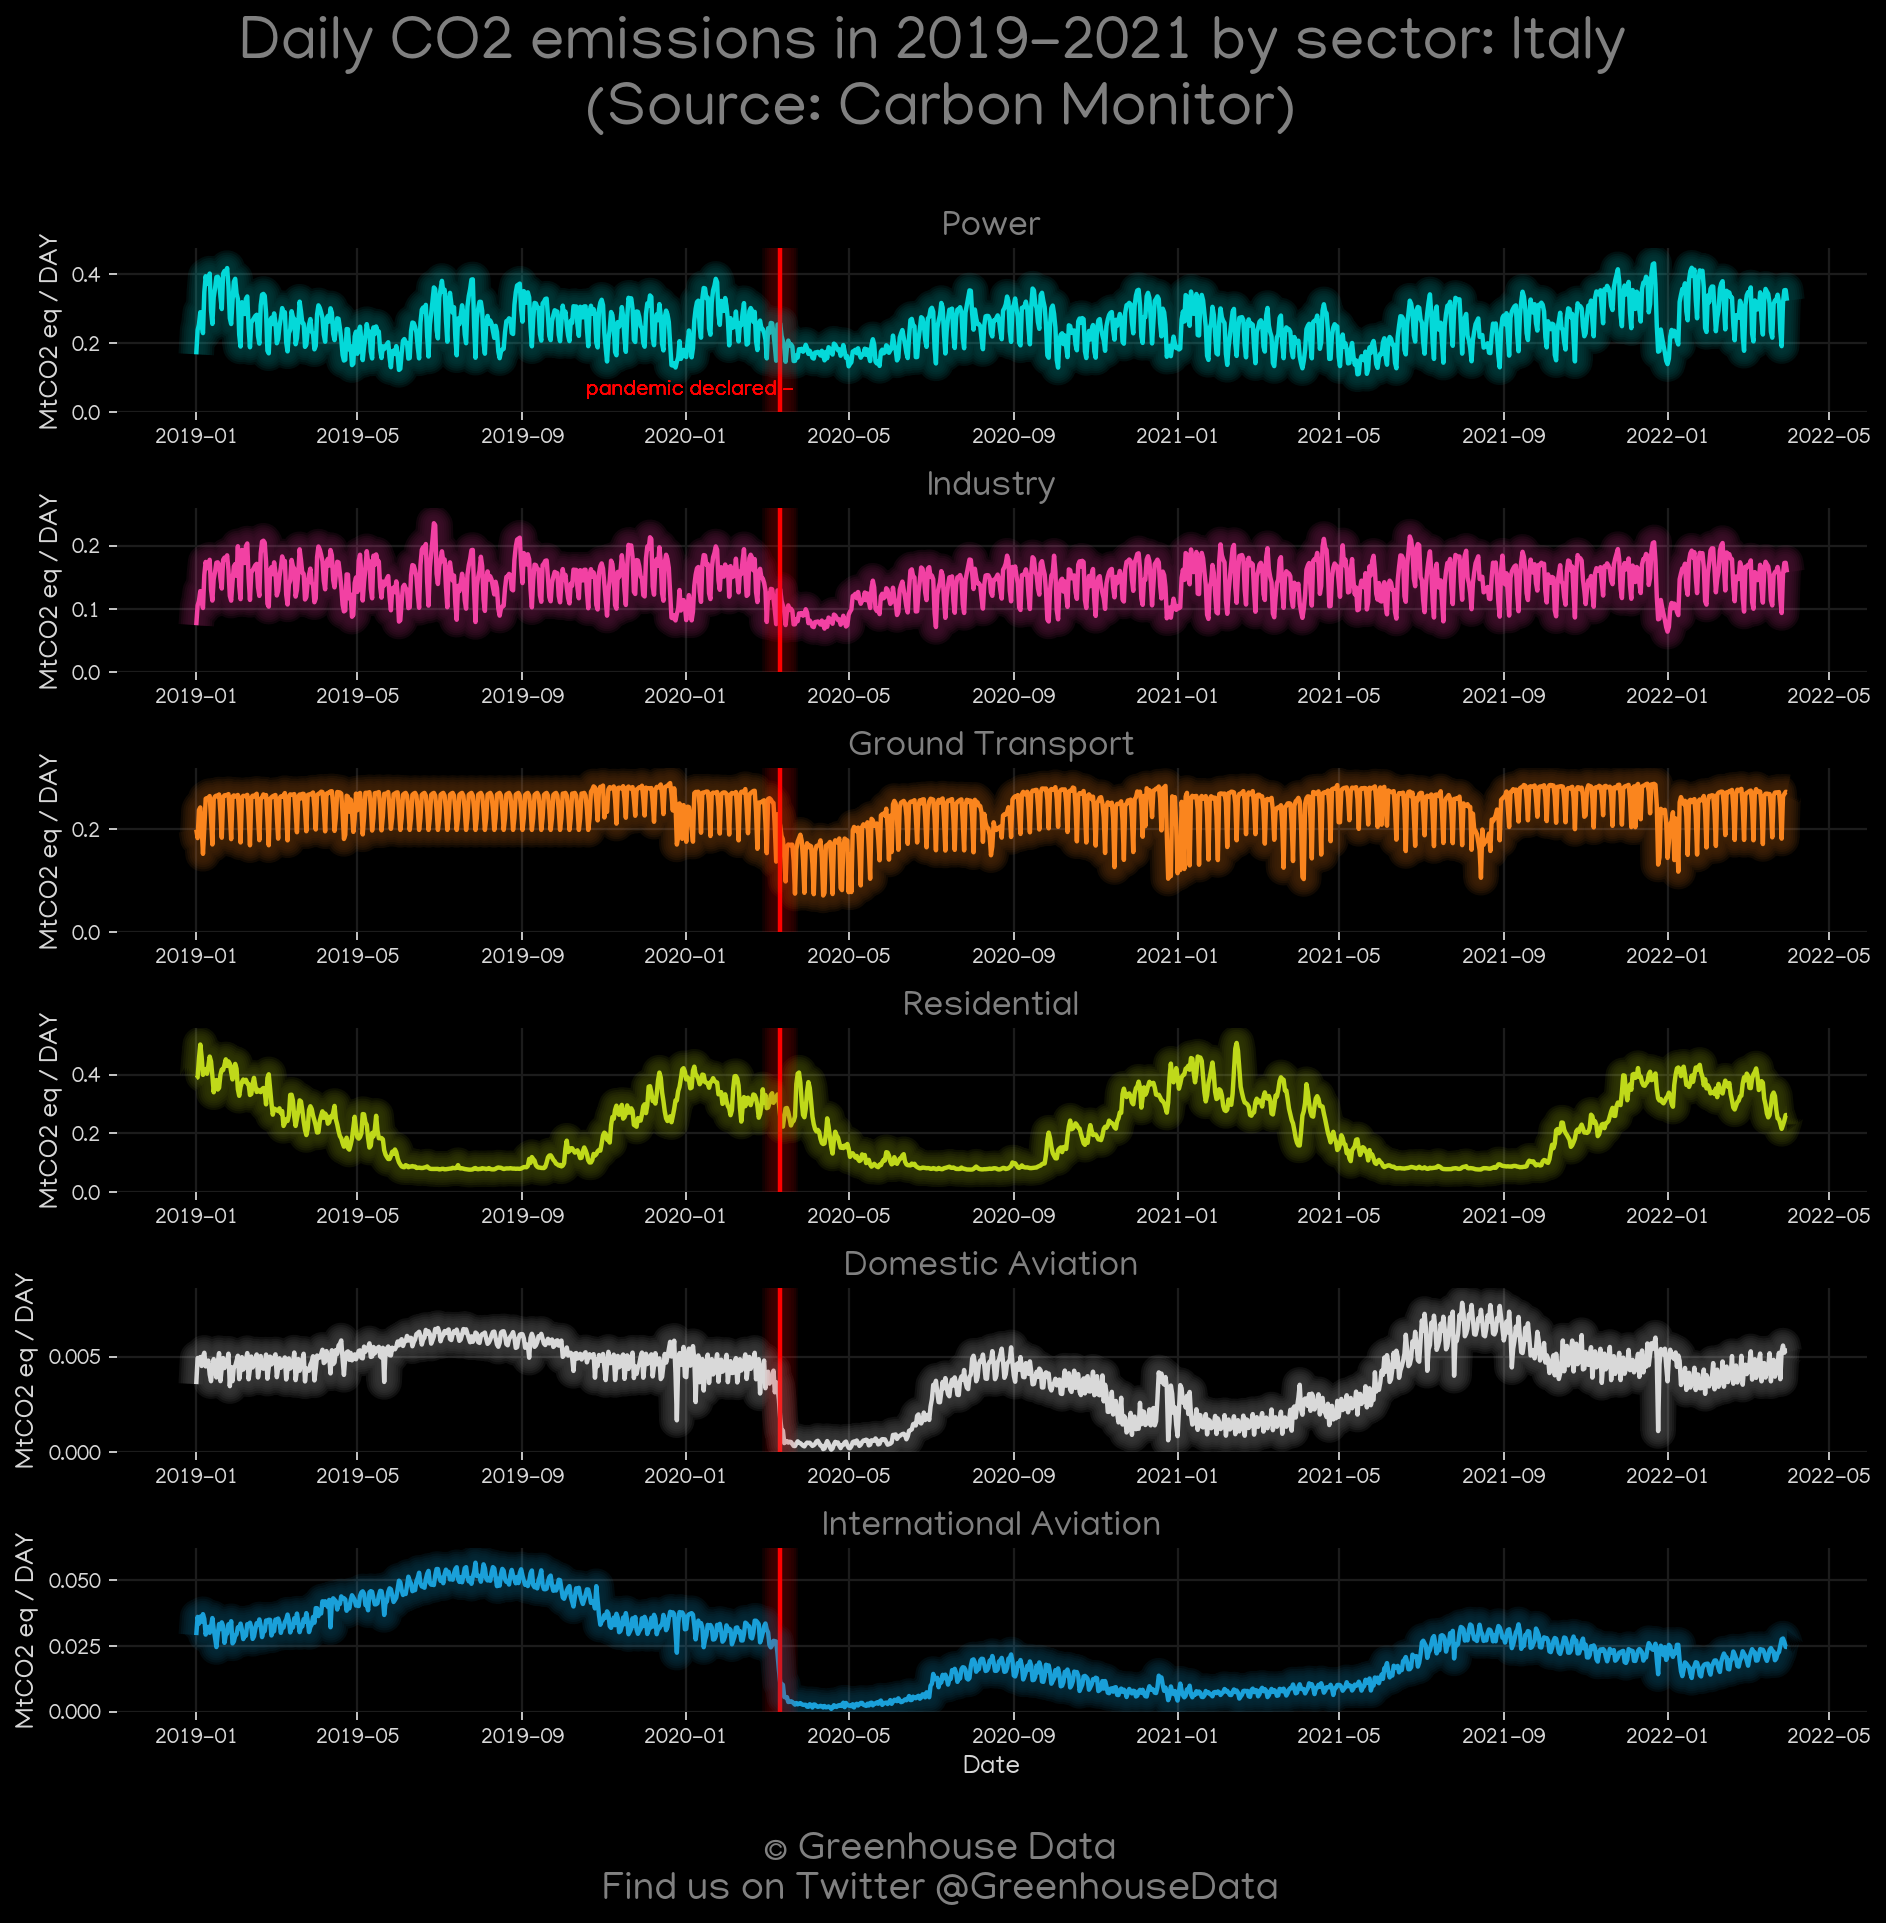 Daily CO2 emissions in 2019-2021 by sector: Italy
(Source: Carbon Monitor)
Power
MtCO2 eq / DAY
0.4
0.2
0.0
pandemic declared -
2019-01 2019-05 2019-09 2020-01 2020-05 2020-09 2021-01 2021-05 2021-09 2022-01 2022-05
Industry
MtCO2 eq / DAY
0.2
0.1
0.0
2019-01 2019-05 2019-09 2020-01 2020-05 2020-09 2021-01 2021-05 2021-09 2022-01 2022-05
Ground Transport
MtCO2 eq / DAY
0.2
0.0
2019-01 2019-05 2019-09 2020-01 2020-05 2020-09 2021-01 2021-05 2021-09 2022-01 2022-05
Residential
MtCO2 eq / DAY
0.4
0.2
0.0
2019-01 2019-05 2019-09 2020-01 2020-05 2020-09 2021-01 2021-05 2021-09 2022-01 2022-05
Domestic Aviation
MtCO2 eq / DAY
0.005
0.000
2019-01 2019-05 2019-09 2020-01 2020-05 2020-09 2021-01 2021-05 2021-09 2022-01 2022-05
International Aviation
MtCO2 eq / DAY
0.050
0.025
0.000
2019-01 2019-05 2019-09 2020-01 2020-05 2020-09 2021-01 2021-05 2021-09 2022-01 2022-05
Date
© Greenhouse Data
Find us on Twitter @GreenhouseData